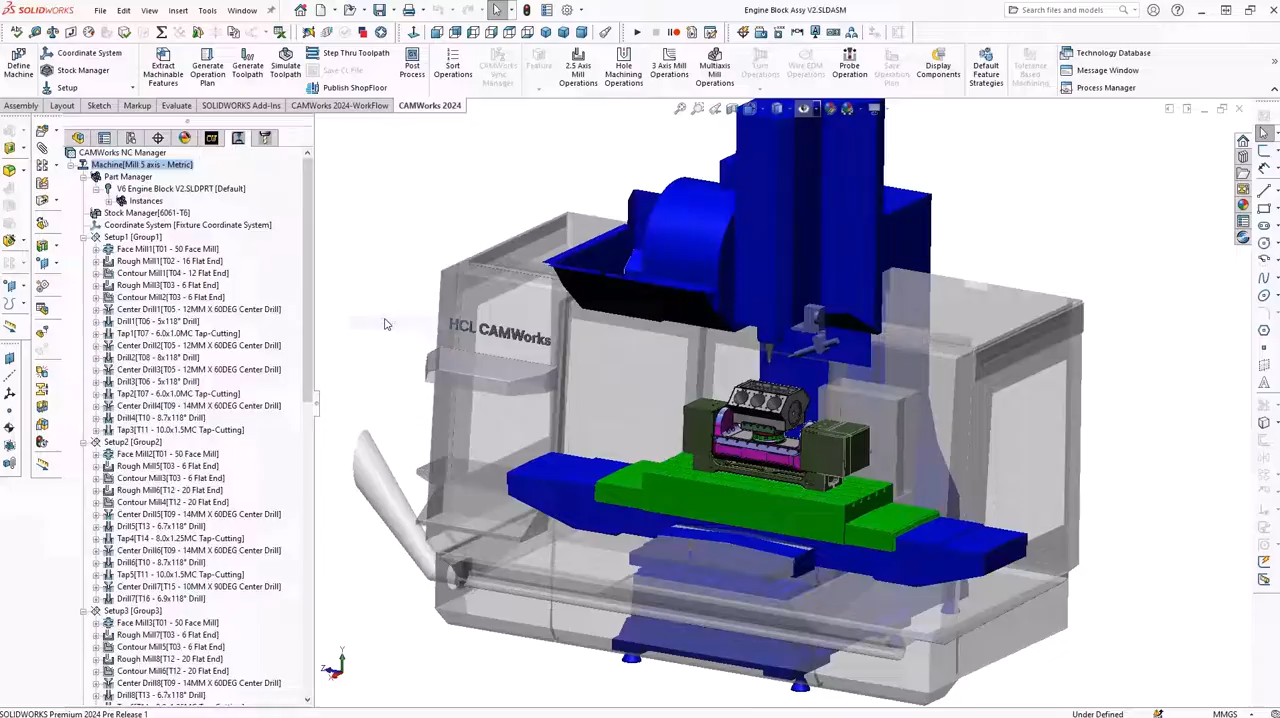 SOLIDWORKS File Edit View Insert Tools Window Engine Block Assy V2.SLDASM Search files and models
Define Machine
Coordinate System
Stock Manager
Setup
Extract Machinable Features
Generate Operation Plan
Generate Toolpath
Simulate Toolpath
Step Thru Toolpath
Save CL File
Publish ShopFloor
Post Process
Sort Operations
CAMWorks Sync Manager
Feature
2.5 Axis Mill Operations
Hole Machining Operations
3 Axis Mill Operations
Multiaxis Mill Operations
Turn Operations
Wire EDM Operations
Probe Operation
Save Operation Plan
Display Components
Default Feature Strategies
Tolerance Based Machining
Technology Database
Message Window
Process Manager
Assembly Layout Sketch Markup Evaluate SOLIDWORKS Add-Ins CAMWorks 2024-WorkFlow CAMWorks 2024
CAMWorks NC Manager
Machine[Mill 5 axis - Metric]
Part Manager
V6 Engine Block V2.SLDPRT [Default]
Instances
Stock Manager[6061-T6]
Coordinate System [Fixture Coordinate System]
Setup1 [Group1]
Face Mill1[T01 - 50 Face Mill]
Rough Mill1[T02 - 16 Flat End]
Contour Mill1[T04 - 12 Flat End]
Rough Mill3[T03 - 6 Flat End]
Contour Mill2[T03 - 6 Flat End]
Center Drill1[T05 - 12MM X 60DEG Center Drill]
Drill1[T06 - 5x118° Drill]
Tap1[T07 - 6.0x1.0MC Tap-Cutting]
Center Drill2[T05 - 12MM X 60DEG Center Drill]
Drill2[T08 - 8x118° Drill]
Center Drill3[T05 - 12MM X 60DEG Center Drill]
Drill3[T06 - 5x118° Drill]
Tap2[T07 - 6.0x1.0MC Tap-Cutting]
Center Drill4[T09 - 14MM X 60DEG Center Drill]
Drill4[T10 - 8.7x118° Drill]
Tap3[T11 - 10.0x1.5MC Tap-Cutting]
Setup2 [Group2]
Face Mill2[T01 - 50 Face Mill]
Rough Mill5[T03 - 6 Flat End]
Contour Mill3[T03 - 6 Flat End]
Rough Mill6[T12 - 20 Flat End]
Contour Mill4[T12 - 20 Flat End]
Center Drill5[T09 - 14MM X 60DEG Center Drill]
Drill5[T13 - 6.7x118° Drill]
Tap4[T14 - 8.0x1.25MC Tap-Cutting]
Center Drill6[T09 - 14MM X 60DEG Center Drill]
Drill6[T10 - 8.7x118° Drill]
Tap5[T11 - 10.0x1.5MC Tap-Cutting]
Center Drill7[T15 - 10MM X 90DEG Center Drill]
Drill7[T16 - 6.9x118° Drill]
Setup3 [Group3]
Face Mill3[T01 - 50 Face Mill]
Rough Mill7[T03 - 6 Flat End]
Contour Mill5[T03 - 6 Flat End]
Rough Mill8[T12 - 20 Flat End]
Contour Mill6[T12 - 20 Flat End]
Center Drill8[T09 - 14MM X 60DEG Center Drill]
Drill8[T13 - 6.7x118° Drill]
HCL CAMWorks
Y
Z
SOLIDWORKS Premium 2024 Pre Release 1 Under Defined MMGS